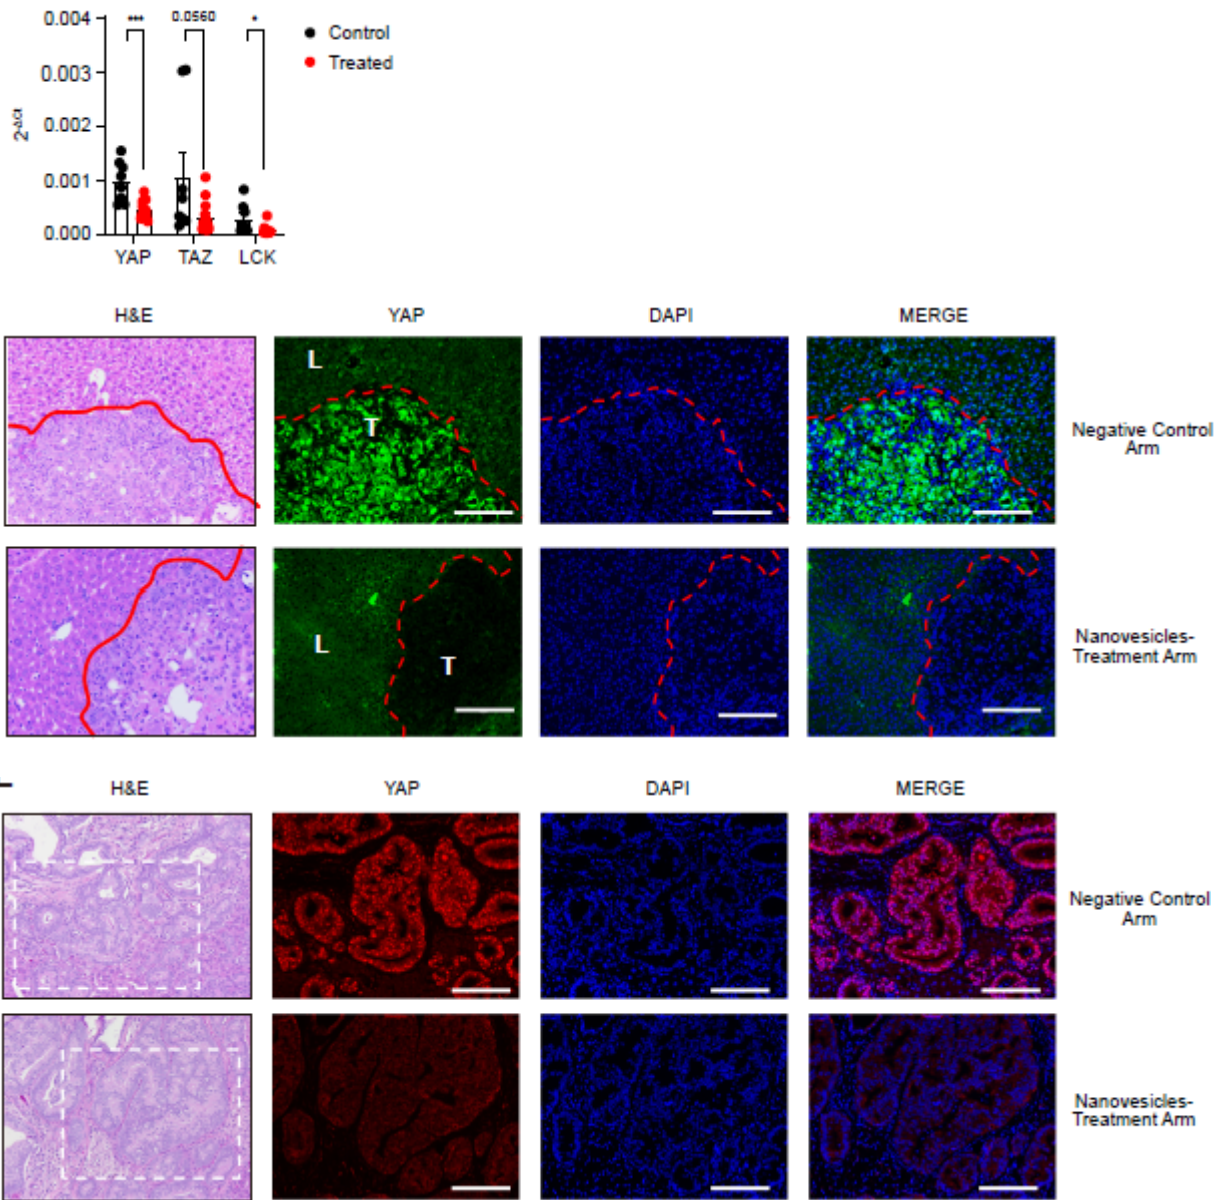 0.004
0.003
0.002
0.001
0.000
2-ΔCt
***
0.0560
*
Control
Treated
YAP TAZ LCK
H&E YAP DAPI MERGE
L
T
Negative Control
Arm
L
T
Nanovesicles-
Treatment Arm
H&E YAP DAPI MERGE
Negative Control
Arm
Nanovesicles-
Treatment Arm